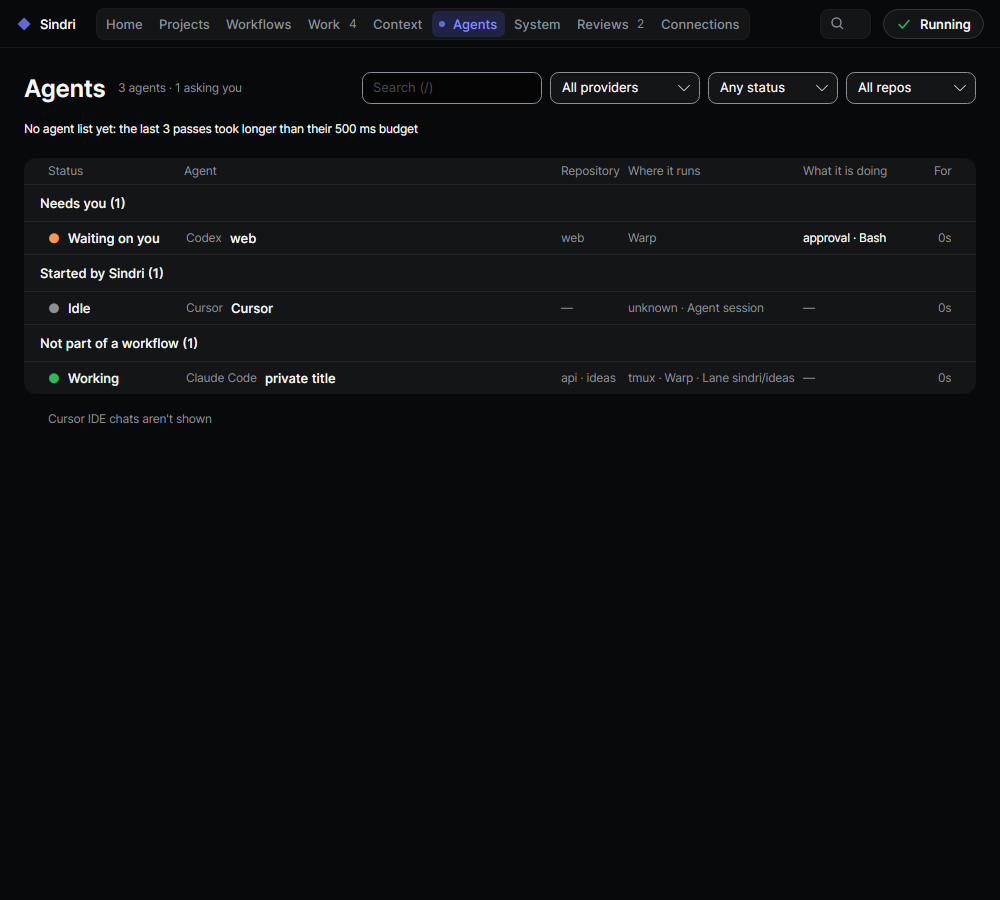 Sindri Home Projects Workflows Work 4 Context Agents System Reviews 2 Connections Running
Agents 3 agents · 1 asking you Search (/) All providers Any status All repos
No agent list yet: the last 3 passes took longer than their 500 ms budget
Status Agent Repository Where it runs What it is doing For
Needs you (1)
Waiting on you Codex web web Warp approval · Bash 0s
Started by Sindri (1)
Idle Cursor Cursor — unknown · Agent session — 0s
Not part of a workflow (1)
Working Claude Code private title api · ideas tmux · Warp · Lane sindri/ideas — 0s
Cursor IDE chats aren't shown